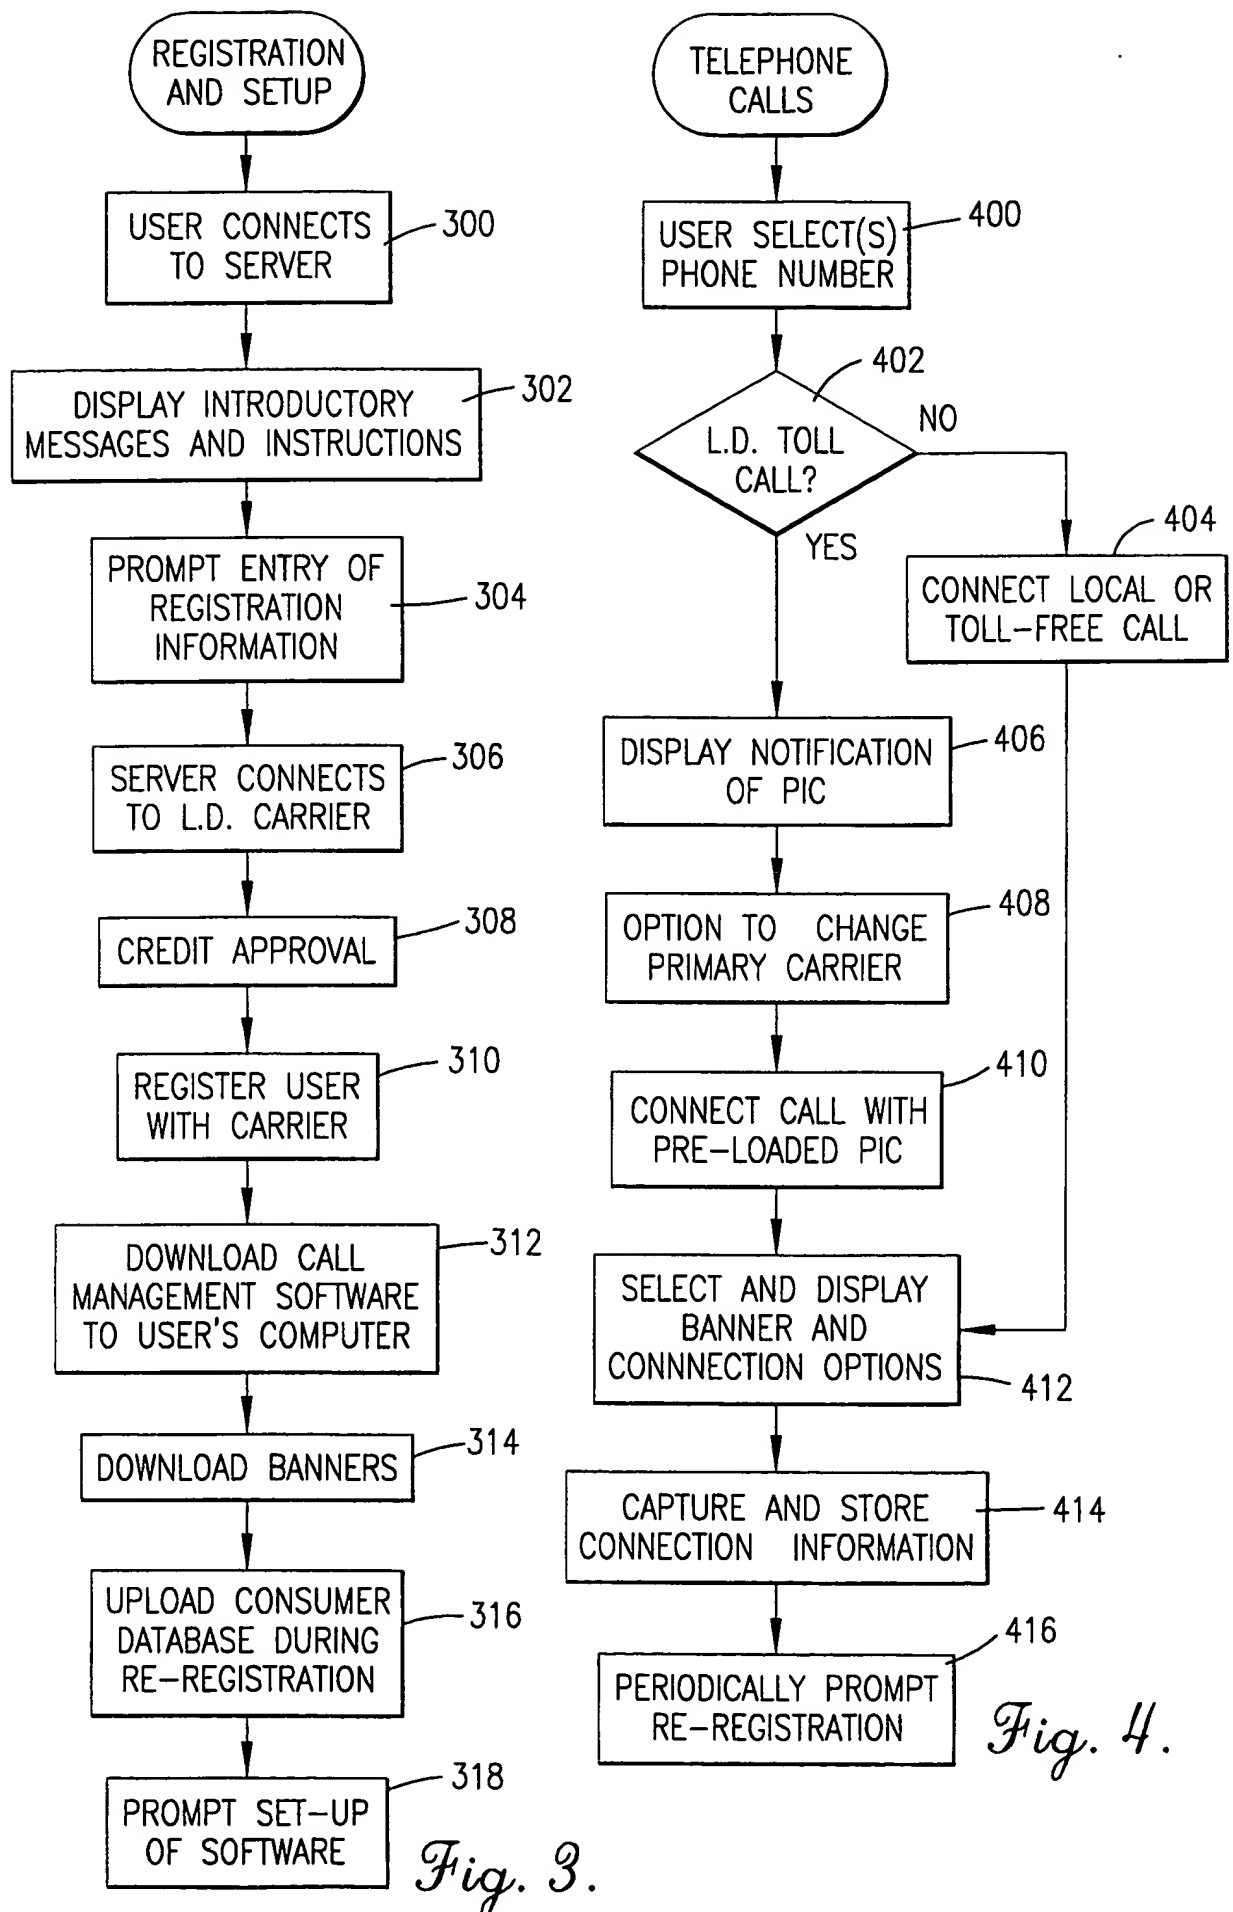 REGISTRATION
AND SETUP
USER CONNECTS
TO SERVER
300
DISPLAY INTRODUCTORY
MESSAGES AND INSTRUCTIONS
302
PROMPT ENTRY OF
REGISTRATION
INFORMATION
304
SERVER CONNECTS
TO L.D. CARRIER
306
CREDIT APPROVAL
308
REGISTER USER
WITH CARRIER
310
DOWNLOAD CALL
MANAGEMENT SOFTWARE
TO USER'S COMPUTER
312
DOWNLOAD BANNERS
314
UPLOAD CONSUMER
DATABASE DURING
RE-REGISTRATION
316
PROMPT SET-UP
OF SOFTWARE
318
Fig. 3.
TELEPHONE
CALLS
USER SELECT(S)
PHONE NUMBER
400
L.D. TOLL
CALL?
402
NO
YES
CONNECT LOCAL OR
TOLL-FREE CALL
404
DISPLAY NOTIFICATION
OF PIC
406
OPTION TO CHANGE
PRIMARY CARRIER
408
CONNECT CALL WITH
PRE-LOADED PIC
410
SELECT AND DISPLAY
BANNER AND
CONNNECTION OPTIONS
412
CAPTURE AND STORE
CONNECTION INFORMATION
414
PERIODICALLY PROMPT
RE-REGISTRATION
416
Fig. 4.